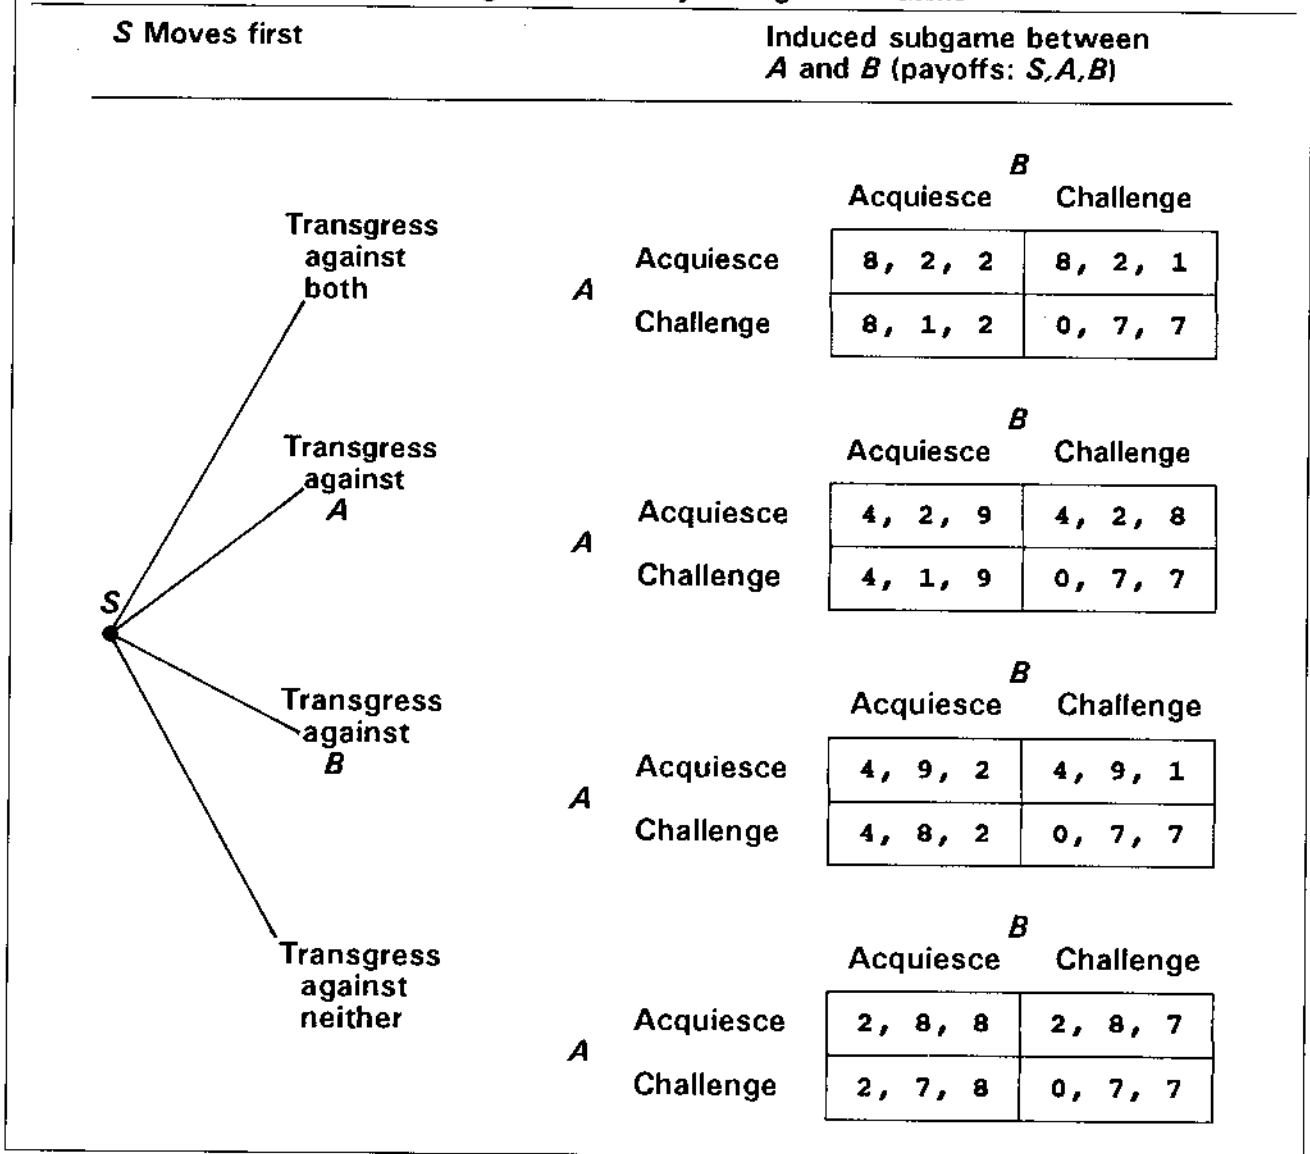 S Moves first
Induced subgame between
A and B (payoffs: S,A,B)
Transgress
against
both
B
Acquiesce Challenge
A
Acquiesce 8, 2, 2 8, 2, 1
Challenge 8, 1, 2 0, 7, 7
Transgress
against
A
B
Acquiesce Challenge
A
Acquiesce 4, 2, 9 4, 2, 8
Challenge 4, 1, 9 0, 7, 7
S
Transgress
against
B
B
Acquiesce Challenge
A
Acquiesce 4, 9, 2 4, 9, 1
Challenge 4, 8, 2 0, 7, 7
Transgress
against
neither
B
Acquiesce Challenge
A
Acquiesce 2, 8, 8 2, 8, 7
Challenge 2, 7, 8 0, 7, 7